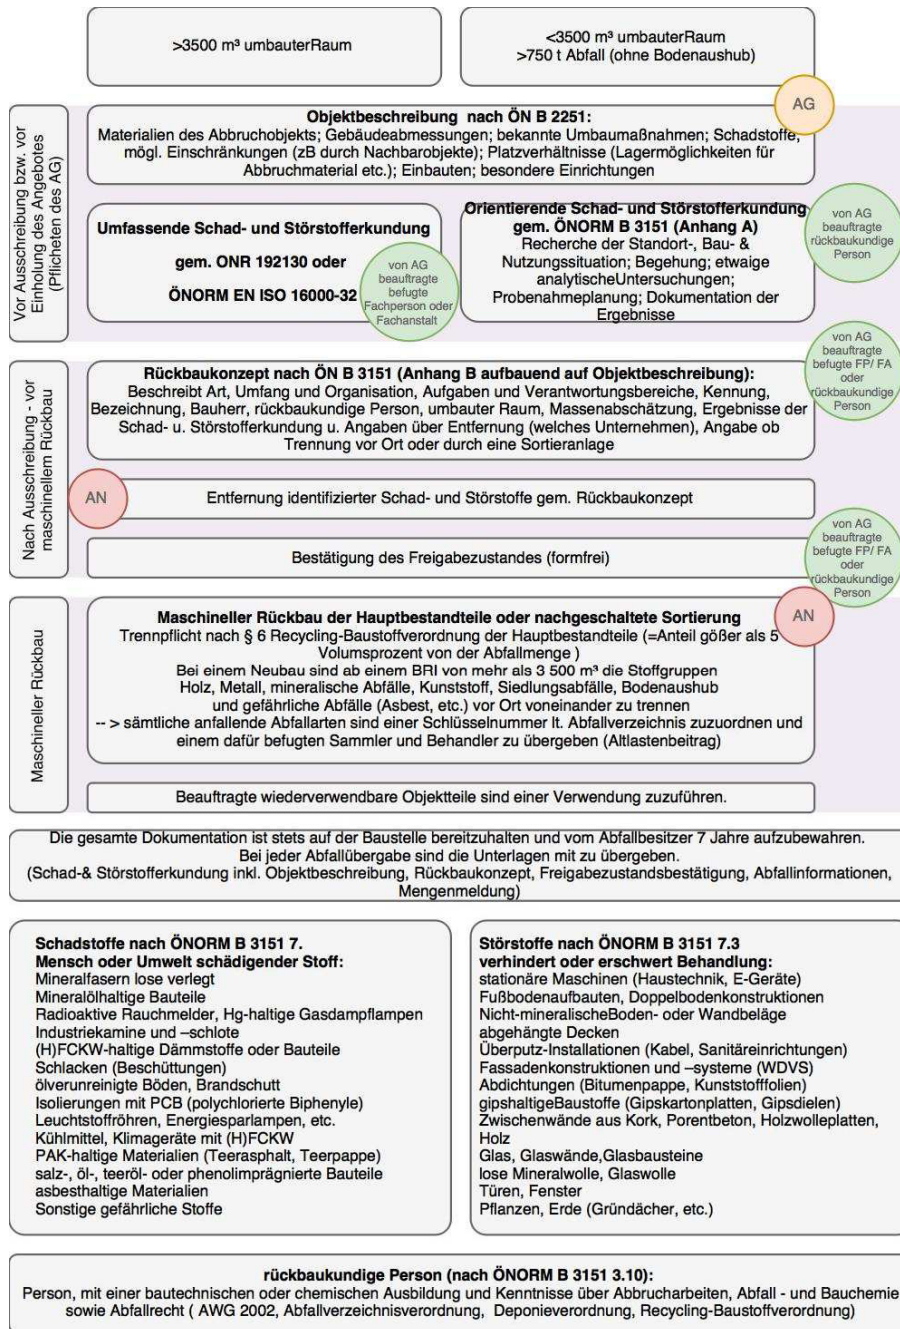 >3500 m³ umbauterRaum
<3500 m³ umbauterRaum
>750 t Abfall (ohne Bodenaushub)
AG
Vor Ausschreibung bzw. vor
Einholung des Angebotes
(Pflicheten des AG)
Objektbeschreibung nach ÖN B 2251:
Materialien des Abbruchobjekts; Gebäudeabmessungen; bekannte Umbaumaßnahmen; Schadstoffe,
mögl. Einschränkungen (zB durch Nachbarobjekte); Platzverhältnisse (Lagermöglichkeiten für
Abbruchmaterial etc.); Einbauten; besondere Einrichtungen
Umfassende Schad- und Störstofferkundung
gem. ONR 192130 oder
ÖNORM EN ISO 16000-32
von AG
beauftragte
befugte
Fachperson oder
Fachanstalt
Orientierende Schad- und Störstofferkundung
gem. ÖNORM B 3151 (Anhang A)
Recherche der Standort-, Bau- &
Nutzungssituation; Begehung; etwaige
analytischeUntersuchungen;
Probenahmeplanung; Dokumentation der
Ergebnisse
von AG
beauftragte
rückbaukundige
Person
Nach Ausschreibung - vor
maschinellem Rückbau
Rückbaukonzept nach ÖN B 3151 (Anhang B aufbauend auf Objektbeschreibung):
Beschreibt Art, Umfang und Organisation, Aufgaben und Verantwortungsbereiche, Kennung,
Bezeichnung, Bauherr, rückbaukundige Person, umbauter Raum, Massenabschätzung, Ergebnisse der
Schad- u. Störstofferkundung u. Angaben über Entfernung (welches Unternehmen), Angabe ob
Trennung vor Ort oder durch eine Sortieranlage
von AG
beauftragte
befugte FP/ FA
oder
rückbaukundige
Person
AN
Entfernung identifizierter Schad- und Störstoffe gem. Rückbaukonzept
Bestätigung des Freigabezustandes (formfrei)
von AG
beauftragte
befugte FP/ FA
oder
rückbaukundige
Person
Maschineller Rückbau
AN
Maschineller Rückbau der Hauptbestandteile oder nachgeschaltete Sortierung
Trennpflicht nach § 6 Recycling-Baustoffverordnung der Hauptbestandteile (=Anteil gößer als 5
Volumsprozent von der Abfallmenge )
Bei einem Neubau sind ab einem BRI von mehr als 3 500 m³ die Stoffgruppen
Holz, Metall, mineralische Abfälle, Kunststoff, Siedlungsabfälle, Bodenaushub
und gefährliche Abfälle (Asbest, etc.) vor Ort voneinander zu trennen
-- > sämtliche anfallende Abfallarten sind einer Schlüsselnummer lt. Abfallverzeichnis zuzuordnen und
einem dafür befugten Sammler und Behandler zu übergeben (Altlastenbeitrag)
Beauftragte wiederverwendbare Objektteile sind einer Verwendung zuzuführen.
Die gesamte Dokumentation ist stets auf der Baustelle bereitzuhalten und vom Abfallbesitzer 7 Jahre aufzubewahren.
Bei jeder Abfallübergabe sind die Unterlagen mit zu übergeben.
(Schad-& Störstofferkundung inkl. Objektbeschreibung, Rückbaukonzept, Freigabezustandsbestätigung, Abfallinformationen,
Mengenmeldung)
Schadstoffe nach ÖNORM B 3151 7.
Mensch oder Umwelt schädigender Stoff:
Mineralfasern lose verlegt
Mineralölhaltige Bauteile
Radioaktive Rauchmelder, Hg-haltige Gasdampflampen
Industriekamine und –schlote
(H)FCKW-haltige Dämmstoffe oder Bauteile
Schlacken (Beschüttungen)
ölverunreinigte Böden, Brandschutt
Isolierungen mit PCB (polychlorierte Biphenyle)
Leuchtstoffröhren, Energiesparlampen, etc.
Kühlmittel, Klimageräte mit (H)FCKW
PAK-haltige Materialien (Teerasphalt, Teerpappe)
salz-, öl-, teeröl- oder phenolimprägnierte Bauteile
asbesthaltige Materialien
Sonstige gefährliche Stoffe
Störstoffe nach ÖNORM B 3151 7.3
verhindert oder erschwert Behandlung:
stationäre Maschinen (Haustechnik, E-Geräte)
Fußbodenaufbauten, Doppelbodenkonstruktionen
Nicht-mineralischeBoden- oder Wandbeläge
abgehängte Decken
Überputz-Installationen (Kabel, Sanitäreinrichtungen)
Fassadenkonstruktionen und –systeme (WDVS)
Abdichtungen (Bitumenpappe, Kunststofffolien)
gipshaltigeBaustoffe (Gipskartonplatten, Gipsdielen)
Zwischenwände aus Kork, Porentbeton, Holzwolleplatten,
Holz
Glas, Glaswände,Glasbausteine
lose Mineralwolle, Glaswolle
Türen, Fenster
Pflanzen, Erde (Gründächer, etc.)
rückbaukundige Person (nach ÖNORM B 3151 3.10):
Person, mit einer bautechnischen oder chemischen Ausbildung und Kenntnisse über Abbrucharbeiten, Abfall - und Bauchemie
sowie Abfallrecht ( AWG 2002, Abfallverzeichnisverordnung, Deponieverordnung, Recycling-Baustoffverordnung)